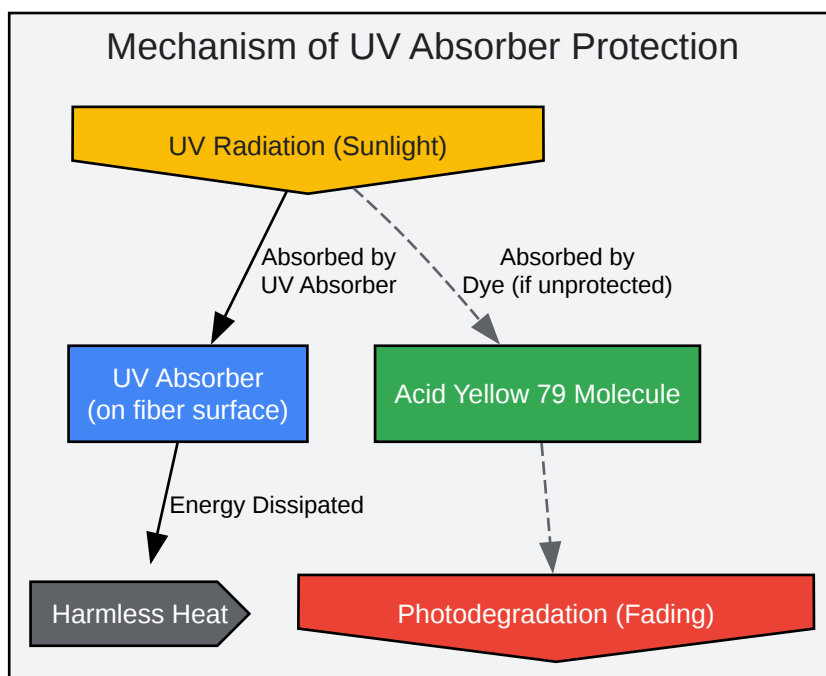 Mechanism of UV Absorber Protection
UV Radiation (Sunlight)
Absorbed by
UV Absorber
Absorbed by
Dye (if unprotected)
UV Absorber
(on fiber surface)
Acid Yellow 79 Molecule
Energy Dissipated
Harmless Heat
Photodegradation (Fading)